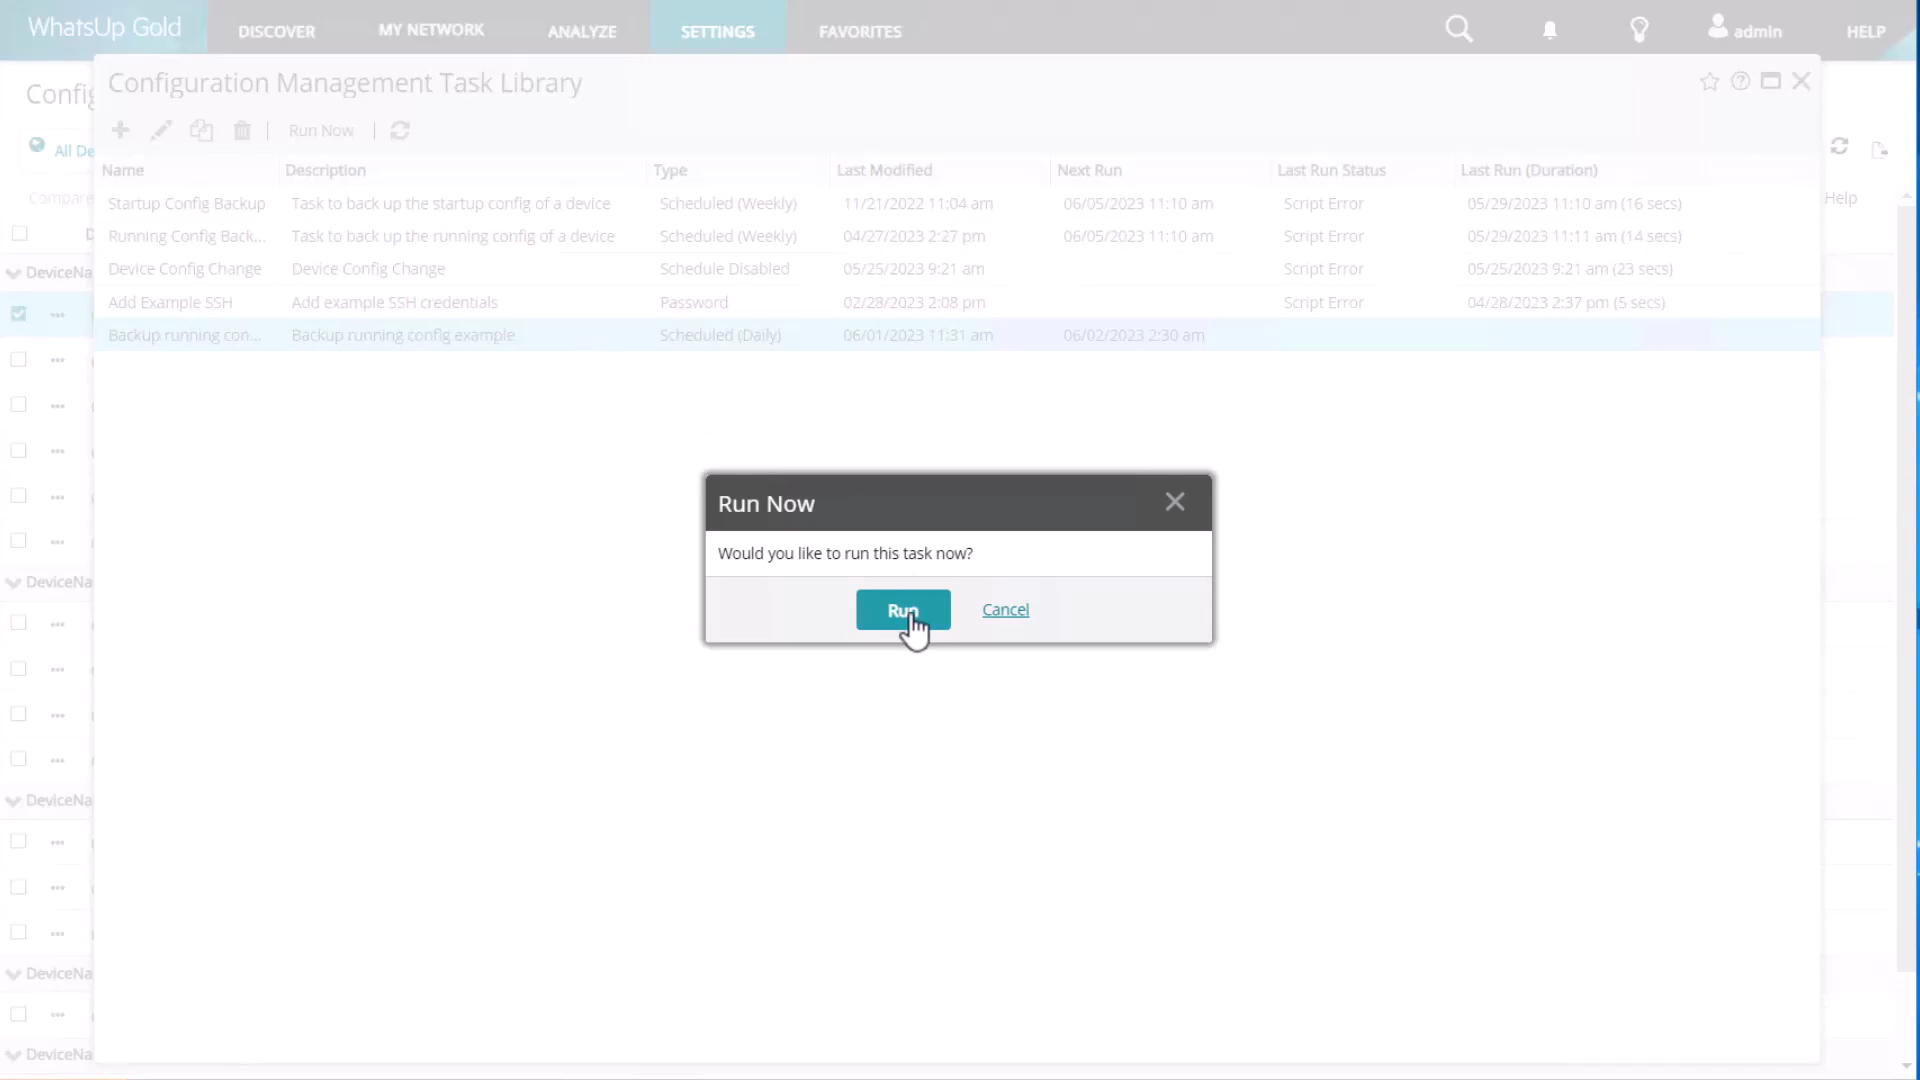 WhatsUp Gold
DISCOVER
MY NETWORK
ANALYZE
SETTINGS
FAVORITES
admin
HELP
Config
Configuration Management Task Library
All De
Run Now
Compare
Help
Name Description Type Last Modified Next Run Last Run Status Last Run (Duration)
Startup Config Backup Task to back up the startup config of a device Scheduled (Weekly) 11/21/2022 11:04 am 06/05/2023 11:10 am Script Error 05/29/2023 11:10 am (16 secs)
Running Config Back... Task to back up the running config of a device Scheduled (Weekly) 04/27/2023 2:27 pm 06/05/2023 11:10 am Script Error 05/29/2023 11:11 am (14 secs)
D
Device Config Change Device Config Change Schedule Disabled 05/25/2023 9:21 am Script Error 05/25/2023 9:21 am (23 secs)
DeviceNa
Add Example SSH Add example SSH credentials Password 02/28/2023 2:08 pm Script Error 04/28/2023 2:37 pm (5 secs)
Backup running con... Backup running config example Scheduled (Daily) 06/01/2023 11:31 am 06/02/2023 2:30 am
Run Now
Would you like to run this task now?
Run
Cancel
DeviceNa
DeviceNa
DeviceNa
DeviceNa